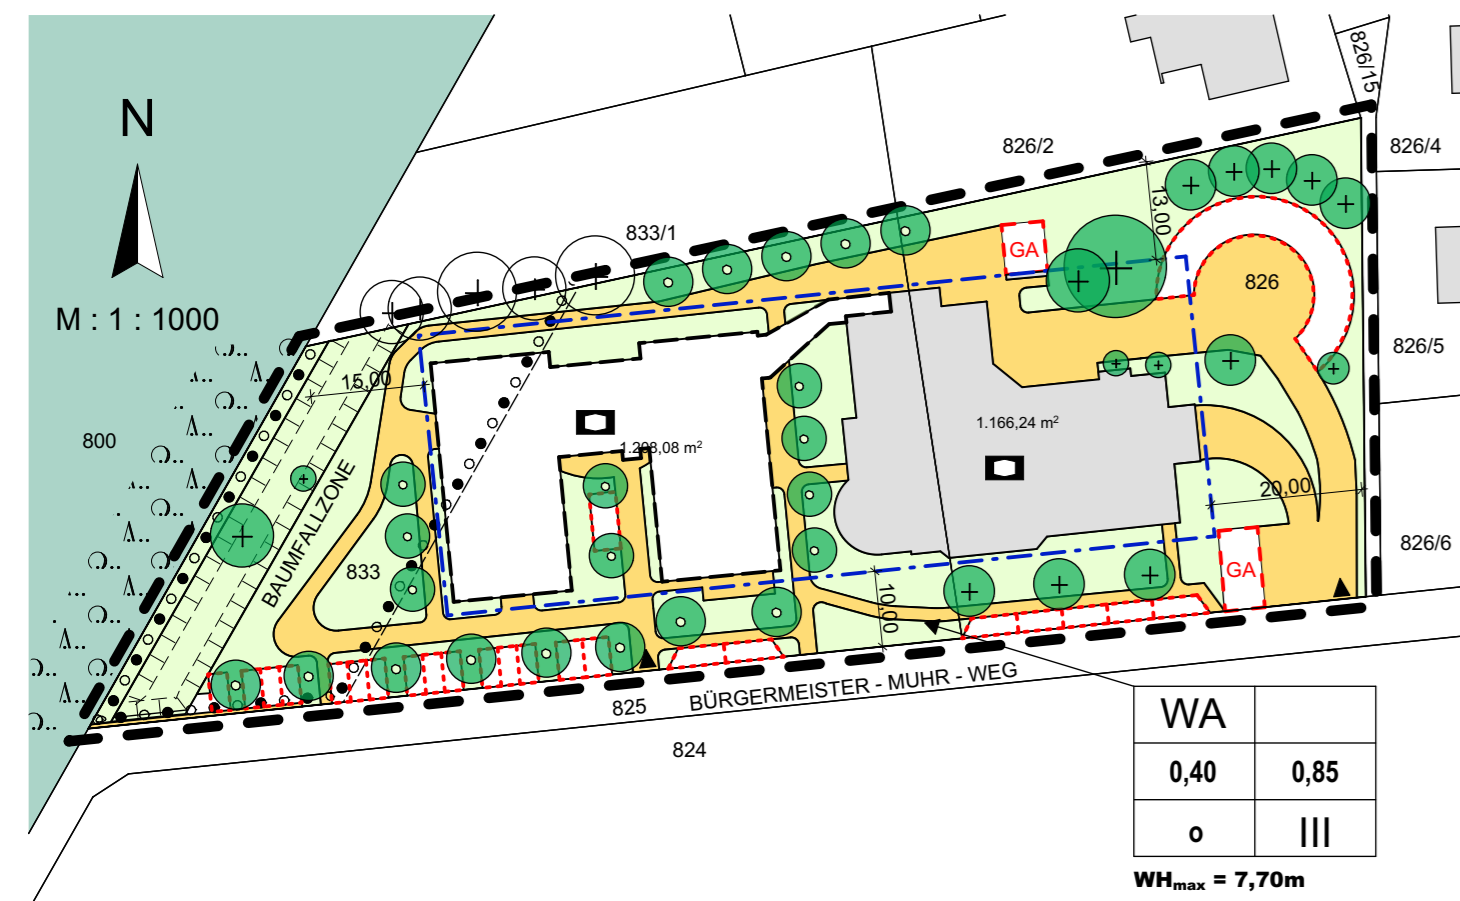 N
M : 1 : 1000
826/15
826/2
826/4
833/1
13,00
GA
826
826/5
15,00
800
1.166,24 m²
1.298,08 m²
BAUMFALLZONE
20,00
826/6
833
GA
10,00
BÜRGERMEISTER - MUHR - WEG
825
824
WA
0,40 0,85
o III
WHmax = 7,70m